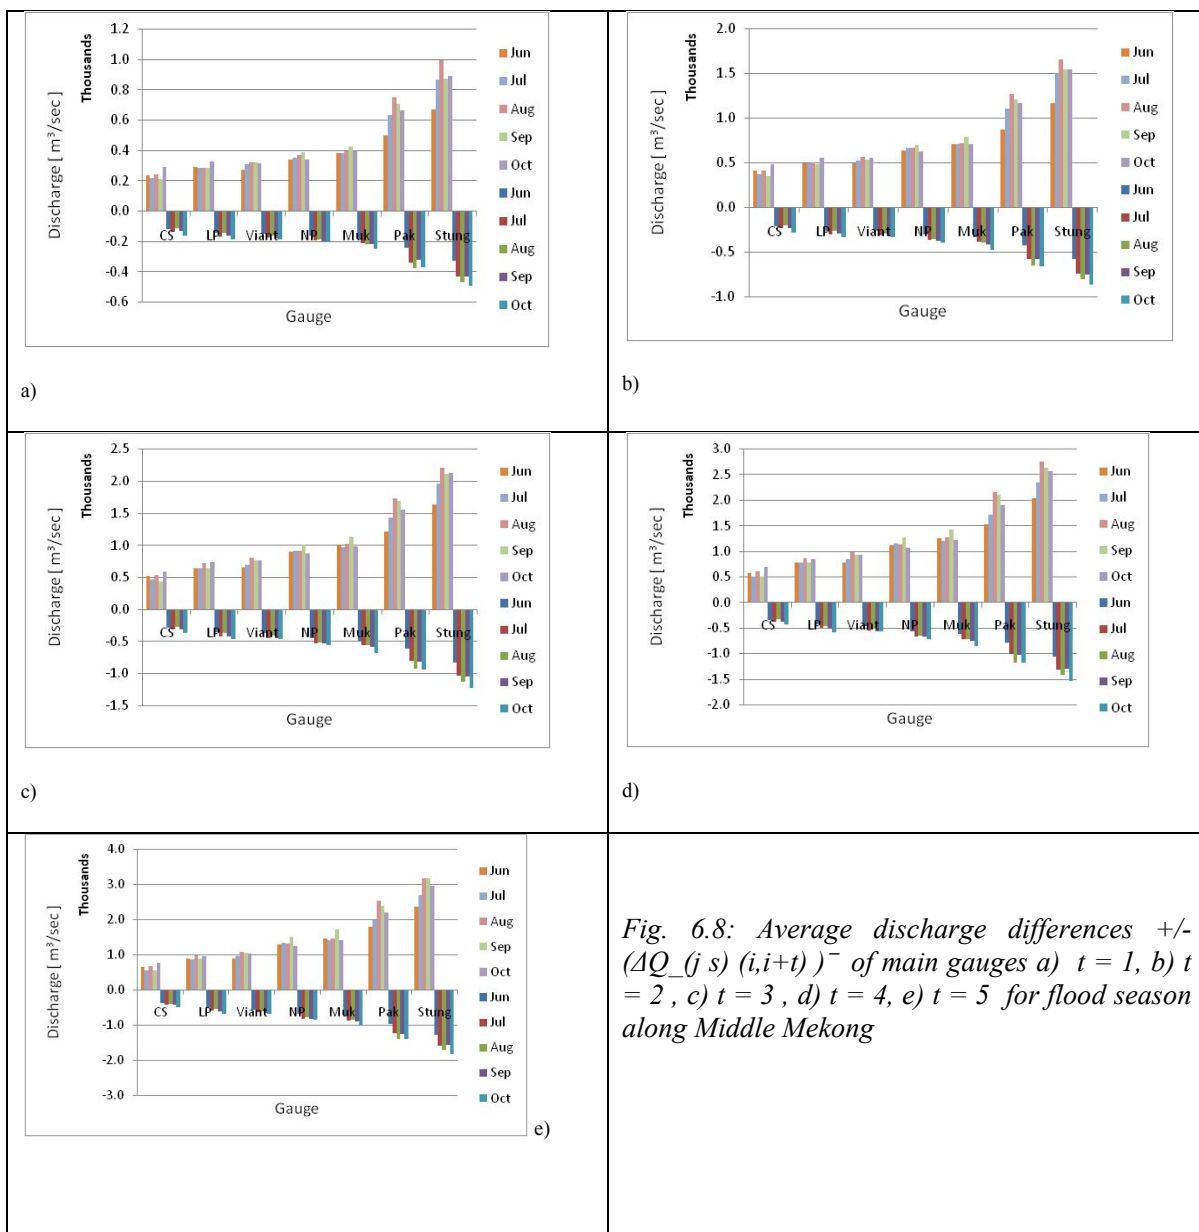 1.2
1.0
0.8
0.6
0.4
0.2
0.0
-0.2
-0.4
-0.6
Discharge [ m³/sec]
Thousands
CS LP Viant NP Muk Pak Stung
Gauge
Jun
Jul
Aug
Sep
Oct
Jun
Jul
Aug
Sep
Oct
a)
2.0
1.5
1.0
0.5
0.0
-0.5
-1.0
Discharge [ m³/sec]
Thousands
CS LP Viant NP Muk Pak Stung
Gauge
Jun
Jul
Aug
Sep
Oct
Jun
Jul
Aug
Sep
Oct
b)
2.5
2.0
1.5
1.0
0.5
0.0
-0.5
-1.0
-1.5
Discharge [ m³/sec]
Thousands
CS LP Viant NP Muk Pak Stung
Gauge
Jun
Jul
Aug
Sep
Oct
Jun
Jul
Aug
Sep
Oct
c)
3.0
2.5
2.0
1.5
1.0
0.5
0.0
-0.5
-1.0
-1.5
-2.0
Discharge [ m³/sec]
Thousands
CS LP Viant NP Muk Pak Stung
Gauge
Jun
Jul
Aug
Sep
Oct
Jun
Jul
Aug
Sep
Oct
d)
4.0
3.0
2.0
1.0
0.0
-1.0
-2.0
-3.0
Discharge [ m³/sec]
Thousands
CS LP Viant NP Muk Pak Stung
Gauge
Jun
Jul
Aug
Sep
Oct
Jun
Jul
Aug
Sep
Oct
e)
Fig. 6.8: Average discharge differences +/-
(ΔQ_(j s) (i,i+t) )¯ of main gauges a) t = 1, b) t
= 2 , c) t = 3 , d) t = 4, e) t = 5 for flood season
along Middle Mekong